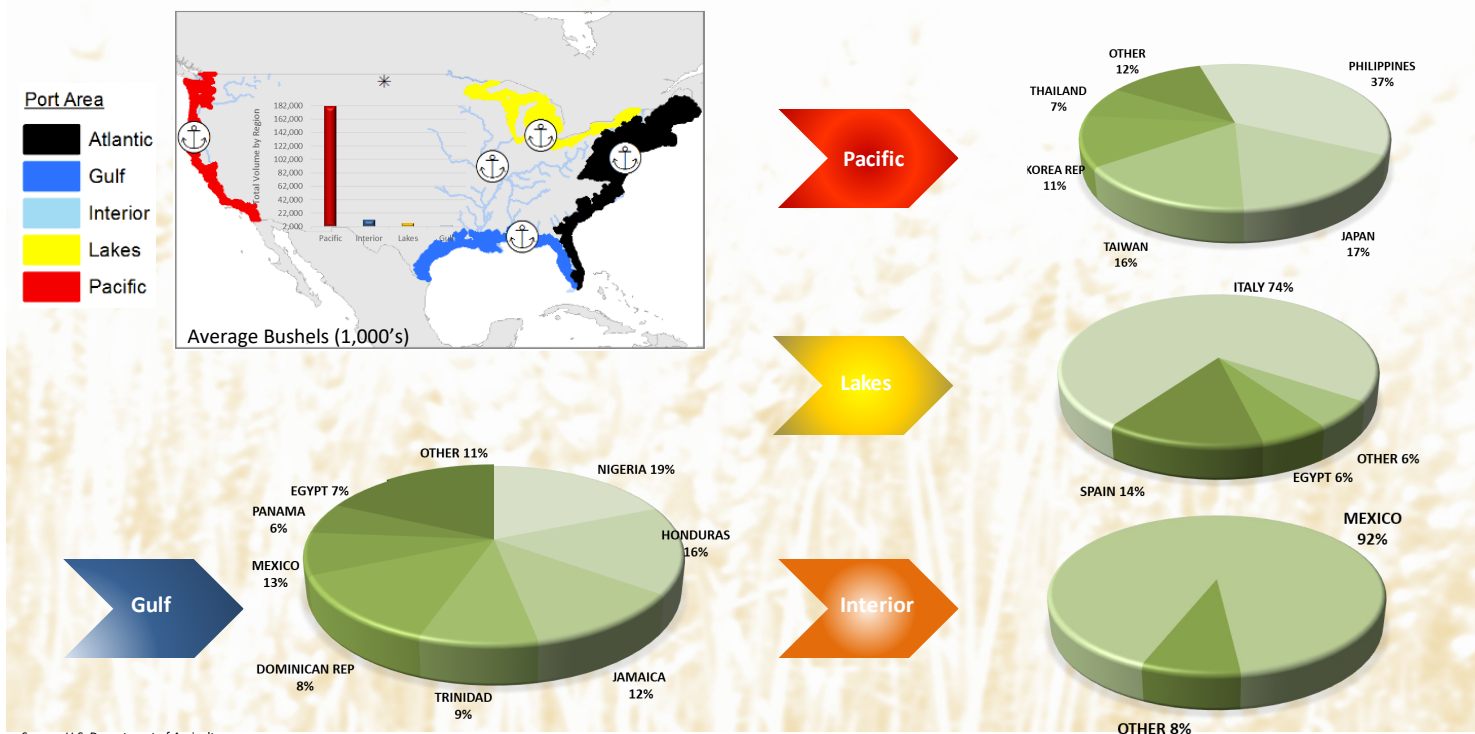 Port Area
Atlantic
Gulf
Interior
Lakes
Pacific
Total Volume by Region
182,000
162,000
142,000
122,000
102,000
82,000
62,000
42,000
22,000
2,000
Pacific
Interior
Lakes
Average Bushels (1,000’s)
Pacific
OTHER
12%
PHILIPPINES
37%
THAILAND
7%
KOREA REP
11%
TAIWAN
16%
JAPAN
17%
Lakes
ITALY 74%
OTHER 6%
EGYPT 6%
SPAIN 14%
Gulf
OTHER 11%
NIGERIA 19%
EGYPT 7%
PANAMA
6%
HONDURAS
16%
MEXICO
13%
DOMINICAN REP
8%
TRINIDAD
9%
JAMAICA
12%
Interior
MEXICO
92%
OTHER 8%